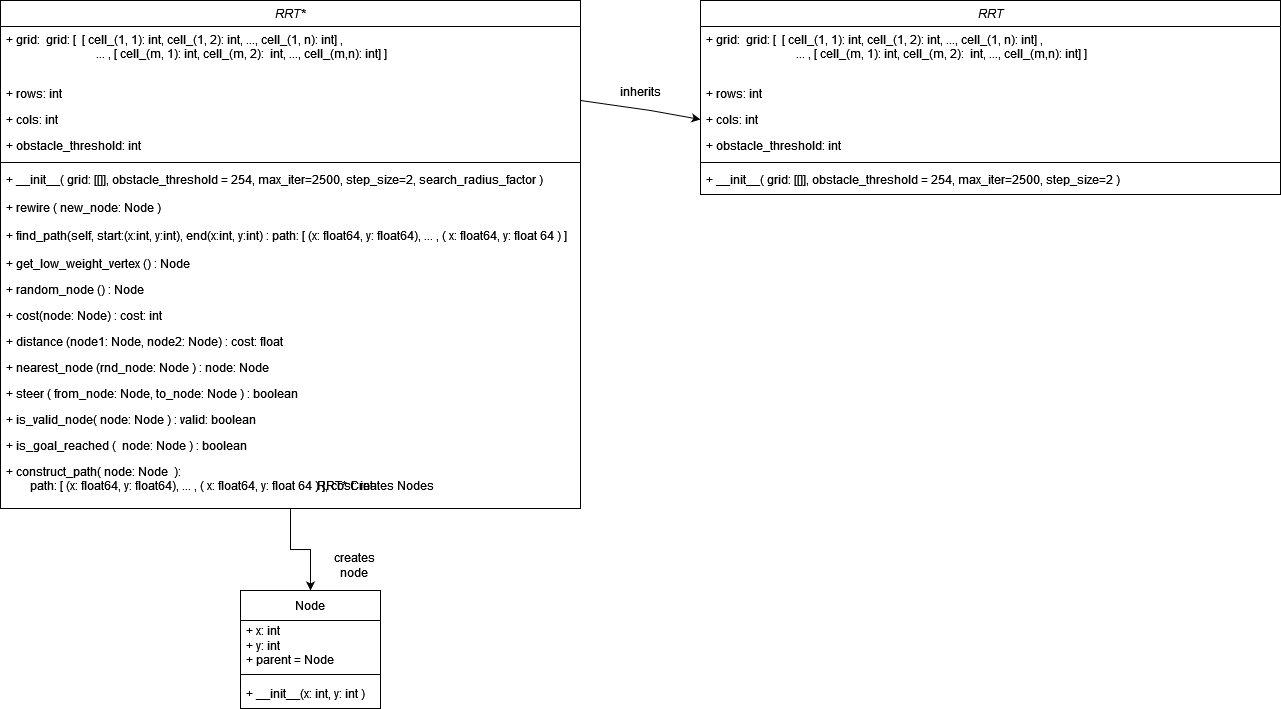 RRT*
+ grid:  grid: [  [ cell_(1, 1): int, cell_(1, 2): int, ..., cell_(1, n): int] ,
... , [ cell_(m, 1): int, cell_(m, 2):  int, ..., cell_(m,n): int] ]
+ rows: int
+ cols: int
+ obstacle_threshold: int
+ __init__( grid: [[]], obstacle_threshold = 254, max_iter=2500, step_size=2, search_radius_factor )
+ rewire ( new_node: Node )
+ find_path(self, start:(x:int, y:int), end(x:int, y:int) : path: [ (x: float64, y: float64), ... , ( x: float64, y: float 64 ) ]
+ get_low_weight_vertex () : Node
+ random_node () : Node
+ cost(node: Node) : cost: int
+ distance (node1: Node, node2: Node) : cost: float
+ nearest_node (rnd_node: Node ) : node: Node
+ steer ( from_node: Node, to_node: Node ) : boolean
+ is_valid_node( node: Node ) : valid: boolean
+ is_goal_reached (  node: Node ) : boolean
+ construct_path( node: Node  ):
path: [ (x: float64, y: float64), ... , ( x: float64, y: float 64 ) ], cost: int
RRT* Creates Nodes
inherits
RRT
+ grid:  grid: [  [ cell_(1, 1): int, cell_(1, 2): int, ..., cell_(1, n): int] ,
... , [ cell_(m, 1): int, cell_(m, 2):  int, ..., cell_(m,n): int] ]
+ rows: int
+ cols: int
+ obstacle_threshold: int
+ __init__( grid: [[]], obstacle_threshold = 254, max_iter=2500, step_size=2 )
creates
node
Node
+ x: int
+ y: int
+ parent = Node
+ __init__(x: int, y: int )